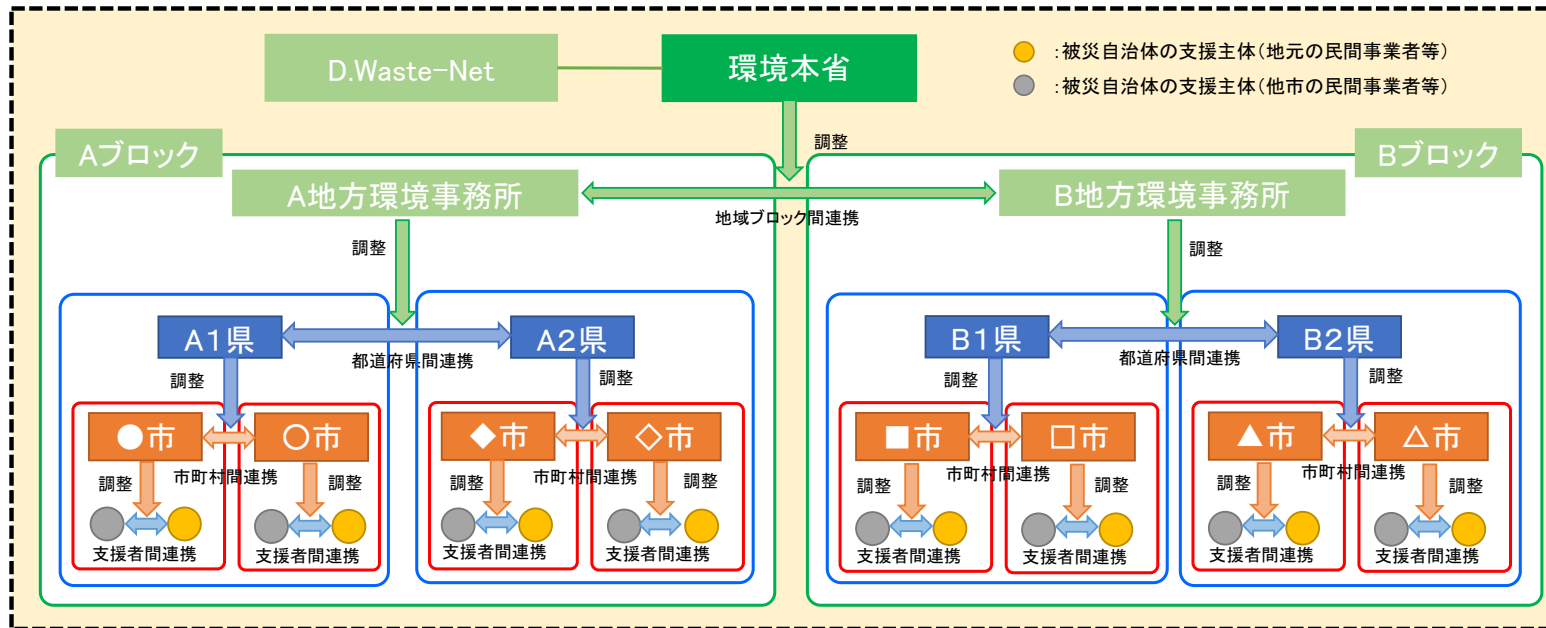 D.Waste-Net
環境本省
:被災自治体の支援主体(地元の民間事業者等)
:被災自治体の支援主体(他市の民間事業者等)
調整
Aブロック
Bブロック
A地方環境事務所
B地方環境事務所
地域ブロック間連携
調整
調整
A1県
A2県
都道府県間連携
B1県
B2県
都道府県間連携
調整
調整
調整
調整
●市
○市
市町村間連携
◆市
◇市
市町村間連携
■市
□市
市町村間連携
▲市
△市
市町村間連携
調整
調整
調整
調整
調整
調整
調整
調整
支援者間連携
支援者間連携
支援者間連携
支援者間連携
支援者間連携
支援者間連携
支援者間連携
支援者間連携